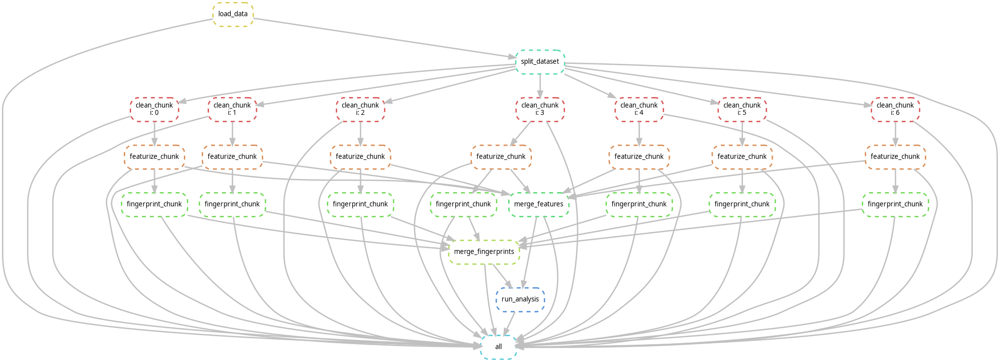 load_data
split_dataset
clean_chunk
i: 0
clean_chunk
i: 1
clean_chunk
i: 2
clean_chunk
i: 3
clean_chunk
i: 4
clean_chunk
i: 5
clean_chunk
i: 6
featurize_chunk
featurize_chunk
featurize_chunk
featurize_chunk
featurize_chunk
featurize_chunk
featurize_chunk
fingerprint_chunk
fingerprint_chunk
fingerprint_chunk
fingerprint_chunk
merge_features
fingerprint_chunk
fingerprint_chunk
fingerprint_chunk
merge_fingerprints
run_analysis
all